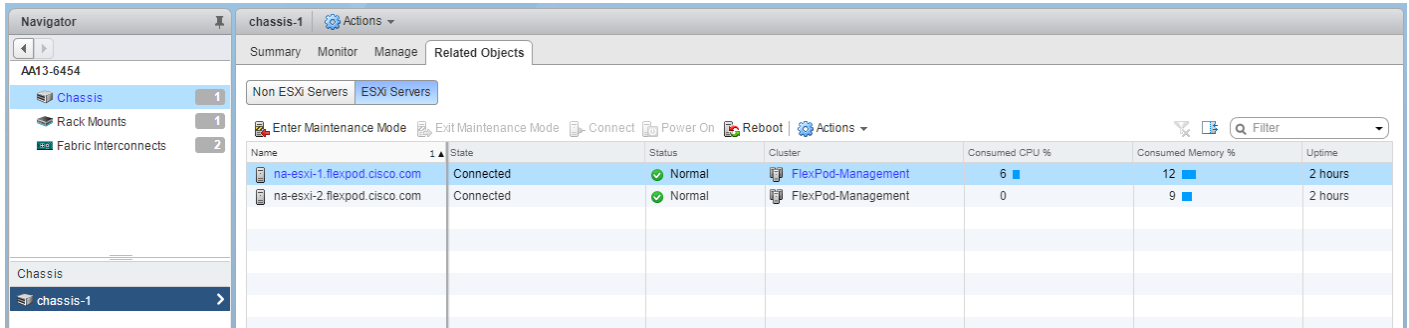 Navigator
chassis-1 Actions
AA13-6454
Chassis 1
Rack Mounts 1
Fabric Interconnects 2
Chassis
chassis-1
Summary Monitor Manage Related Objects
Non ESXi Servers ESXi Servers
Enter Maintenance Mode Exit Maintenance Mode Connect Power On Reboot Actions Filter
Name 1 State Status Cluster Consumed CPU % Consumed Memory % Uptime
na-esxi-1.flexpod.cisco.com Connected Normal FlexPod-Management 6 12 2 hours
na-esxi-2.flexpod.cisco.com Connected Normal FlexPod-Management 0 9 2 hours